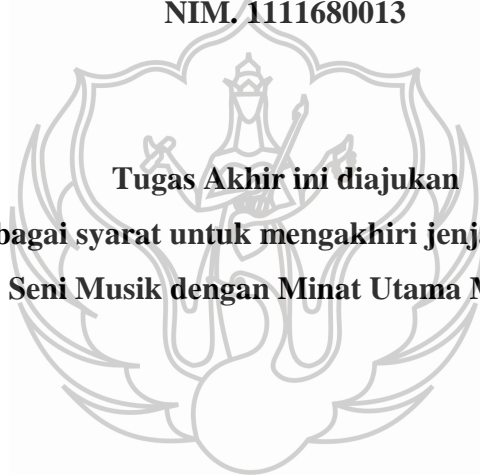 NIM. 1111680013
Tugas Akhir ini diajukan
bagai syarat untuk mengakhiri jenj
Seni Musik dengan Minat Utama